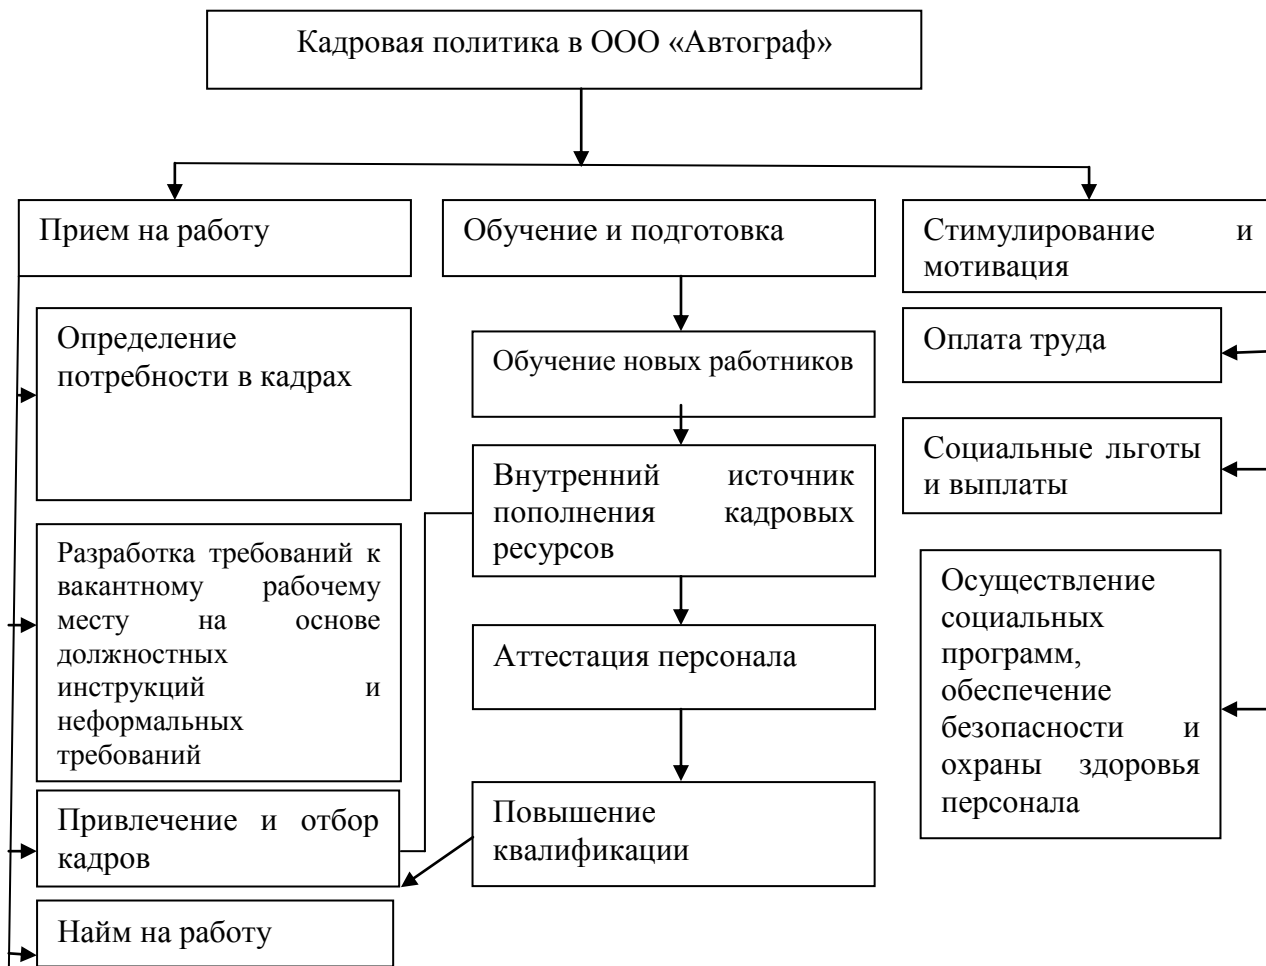 Кадровая политика в ООО «Автограф»
Прием на работу
Определение
потребности в кадрах
Разработка требований к
вакантному рабочему
месту на основе
должностных
инструкций и
неформальных
требований
Привлечение и отбор
кадров
Найм на работу
Обучение и подготовка
Обучение новых работников
Внутренний источник
пополнения кадровых
ресурсов
Аттестация персонала
Повышение
квалификации
Стимулирование и
мотивация
Оплата труда
Социальные льготы
и выплаты
Осуществление
социальных
программ,
обеспечение
безопасности и
охраны здоровья
персонала